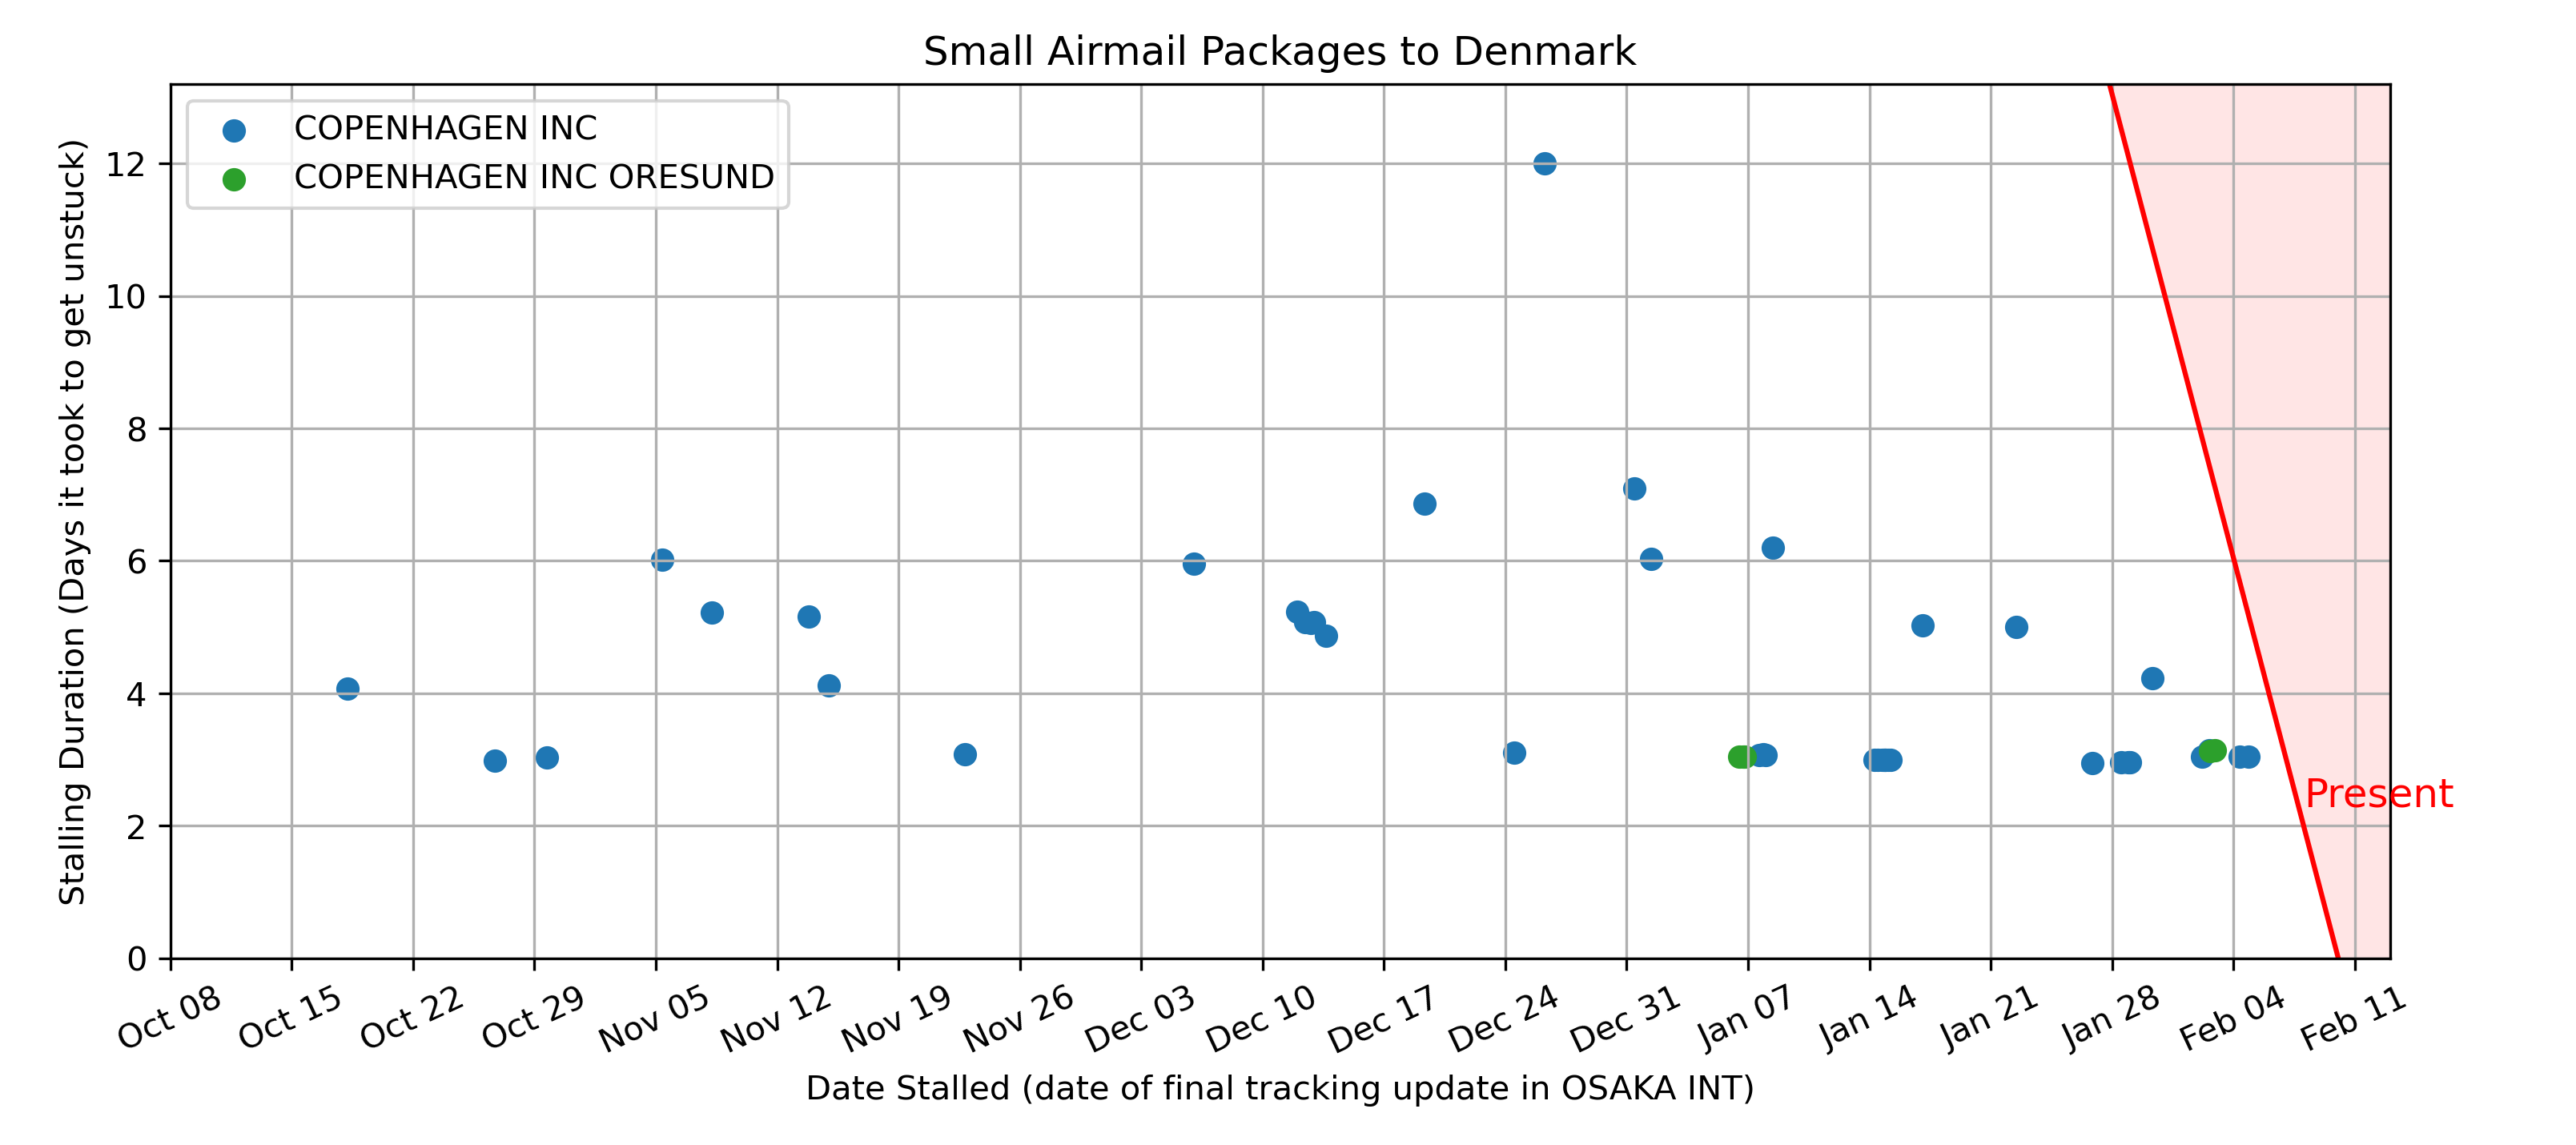 Small Airmail Packages to Denmark
COPENHAGEN INC
COPENHAGEN INC ORESUND
Stalling Duration (Days it took to get unstuck)
12
10
8
6
4
2
0
Present
Oct 08
Oct 15
Oct 22
Oct 29
Nov 05
Nov 12
Nov 19
Nov 26
Dec 03
Dec 10
Dec 17
Dec 24
Dec 31
Jan 07
Jan 14
Jan 21
Jan 28
Feb 04
Feb 11
Date Stalled (date of final tracking update in OSAKA INT)